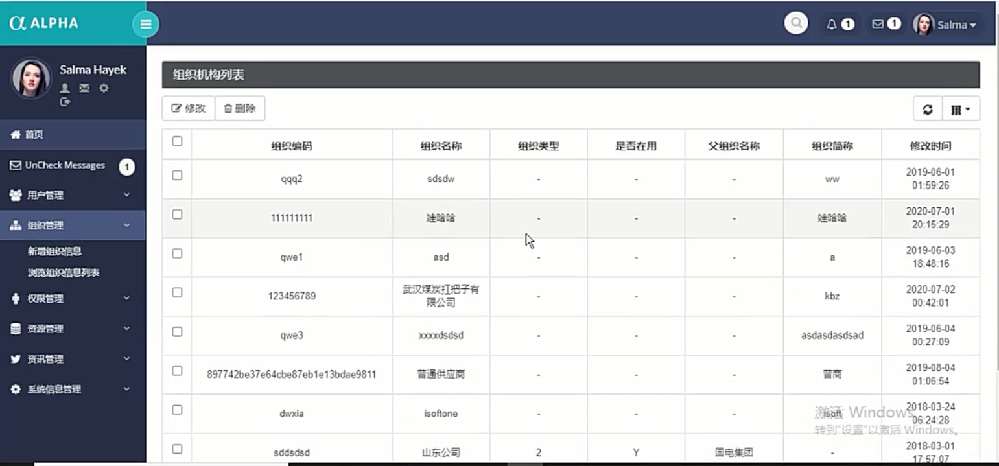 α ALPHA
1
1
Salma
Salma Hayek
首页
UnCheck Messages
1
用户管理
组织管理
新增组织信息
浏览组织信息列表
权限管理
资源管理
资讯管理
系统信息管理
组织机构列表
修改 删除
组织编码 组织名称 组织类型 是否在用 父组织名称 组织简称 修改时间
qqq2 sdsdw - - - ww 2019-06-01 01:59:26
111111111 娃哈哈 - - - 娃哈哈 2020-07-01 20:15:29
qwe1 asd - - - a 2019-06-03 18:48:16
123456789 武汉煤炭扛把子有限公司 - - - kbz 2020-07-02 00:42:01
qwe3 xxxxdsdsd - - - asdasdasdsad 2019-06-04 00:27:09
897742be37e64cbe87eb1e13bdae9811 普通供应商 - - - 普商 2019-08-04 01:06:54
dwxia isoftone - - - isoft 2018-03-24 06:24:28
sddsdsd 山东公司 2 Y 国电集团 - 2018-03-01 17:57:07
激活 Windows
转到"设置"以激活 Windows。